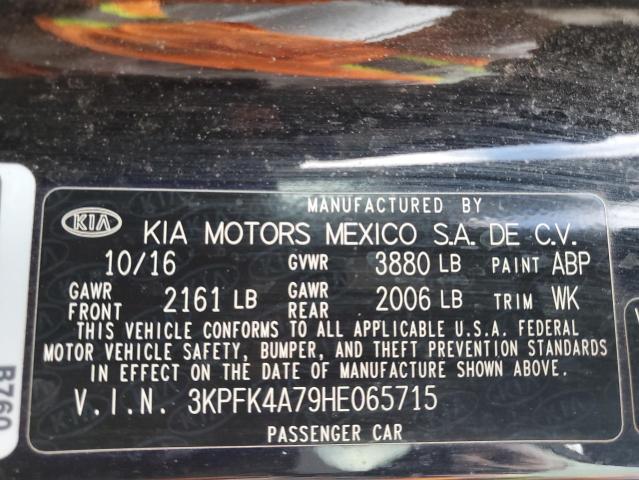 MANUFACTURED BY
KIA KIA MOTORS MEXICO S.A. DE C.V.
10/16 GVWR 3880 LB PAINT ABP
GAWR FRONT 2161 LB GAWR REAR 2006 LB TRIM WK
THIS VEHICLE CONFORMS TO ALL APPLICABLE U.S.A. FEDERAL
MOTOR VEHICLE SAFETY, BUMPER, AND THEFT PREVENTION STANDARDS
IN EFFECT ON THE DATE OF MANUFACTURE SHOWN ABOVE.
V.I.N. 3KPFK4A79HE065715
PASSENGER CAR
B760